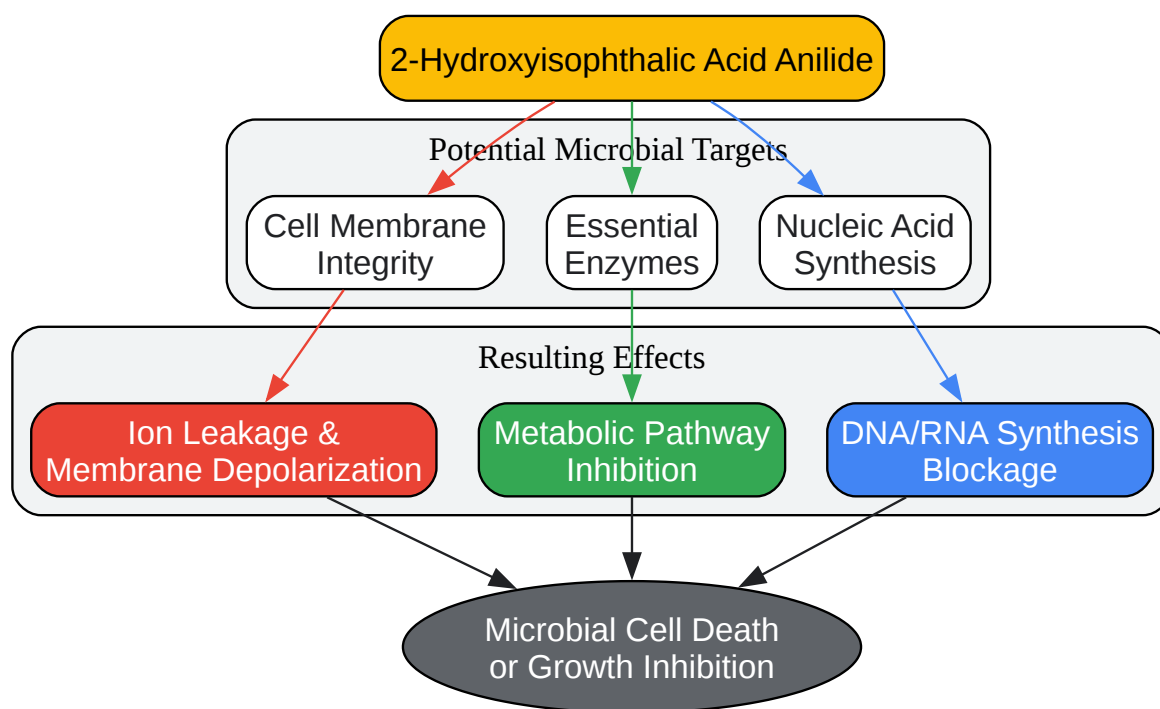 2-Hydroxyisophthalic Acid Anilide
Potential Microbial Targets
Cell Membrane
Integrity
Essential
Enzymes
Nucleic Acid
Synthesis
Resulting Effects
Ion Leakage &
Membrane Depolarization
Metabolic Pathway
Inhibition
DNA/RNA Synthesis
Blockage
Microbial Cell Death
or Growth Inhibition